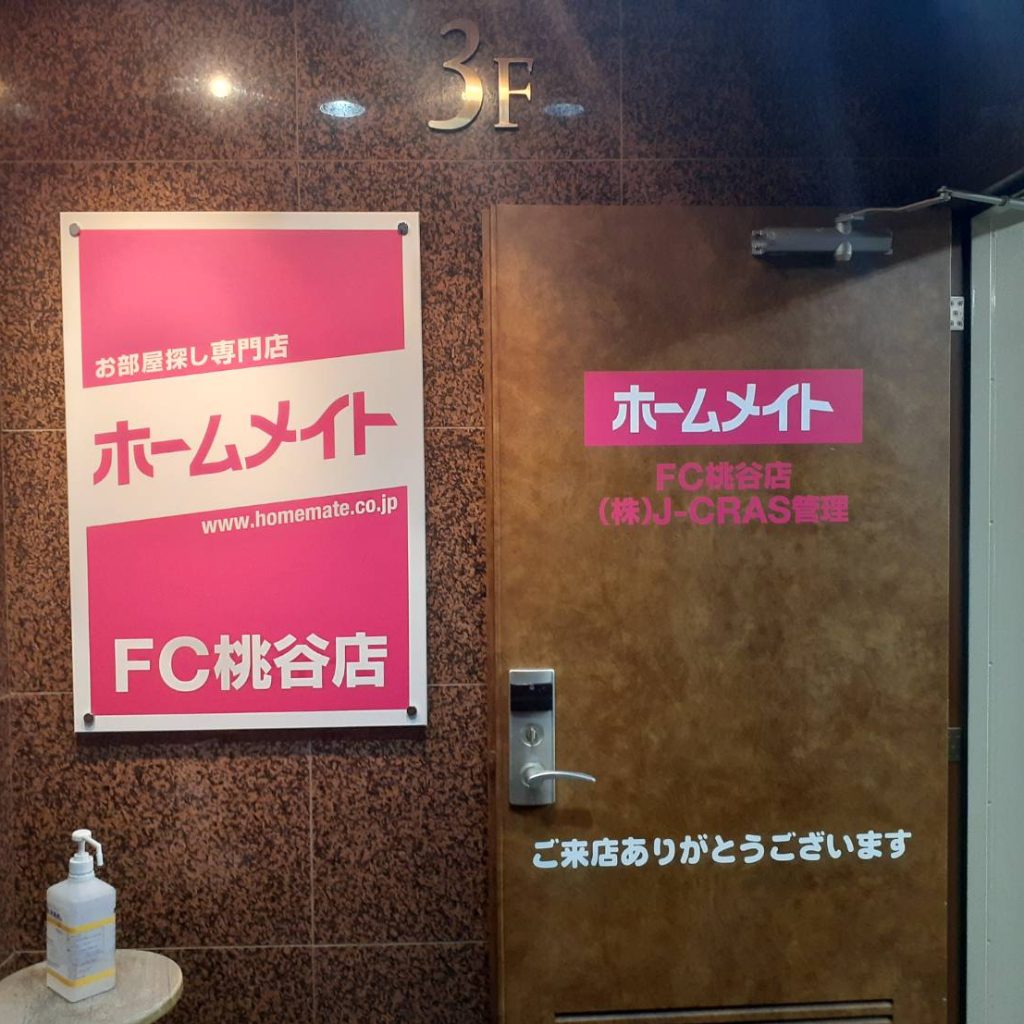 3F
お部屋探し専門店
ホームメイト
www.homemate.co.jp
FC桃谷店
ホームメイト
FC桃谷店
(株)J-CRAS管理
ご来店ありがとうございます